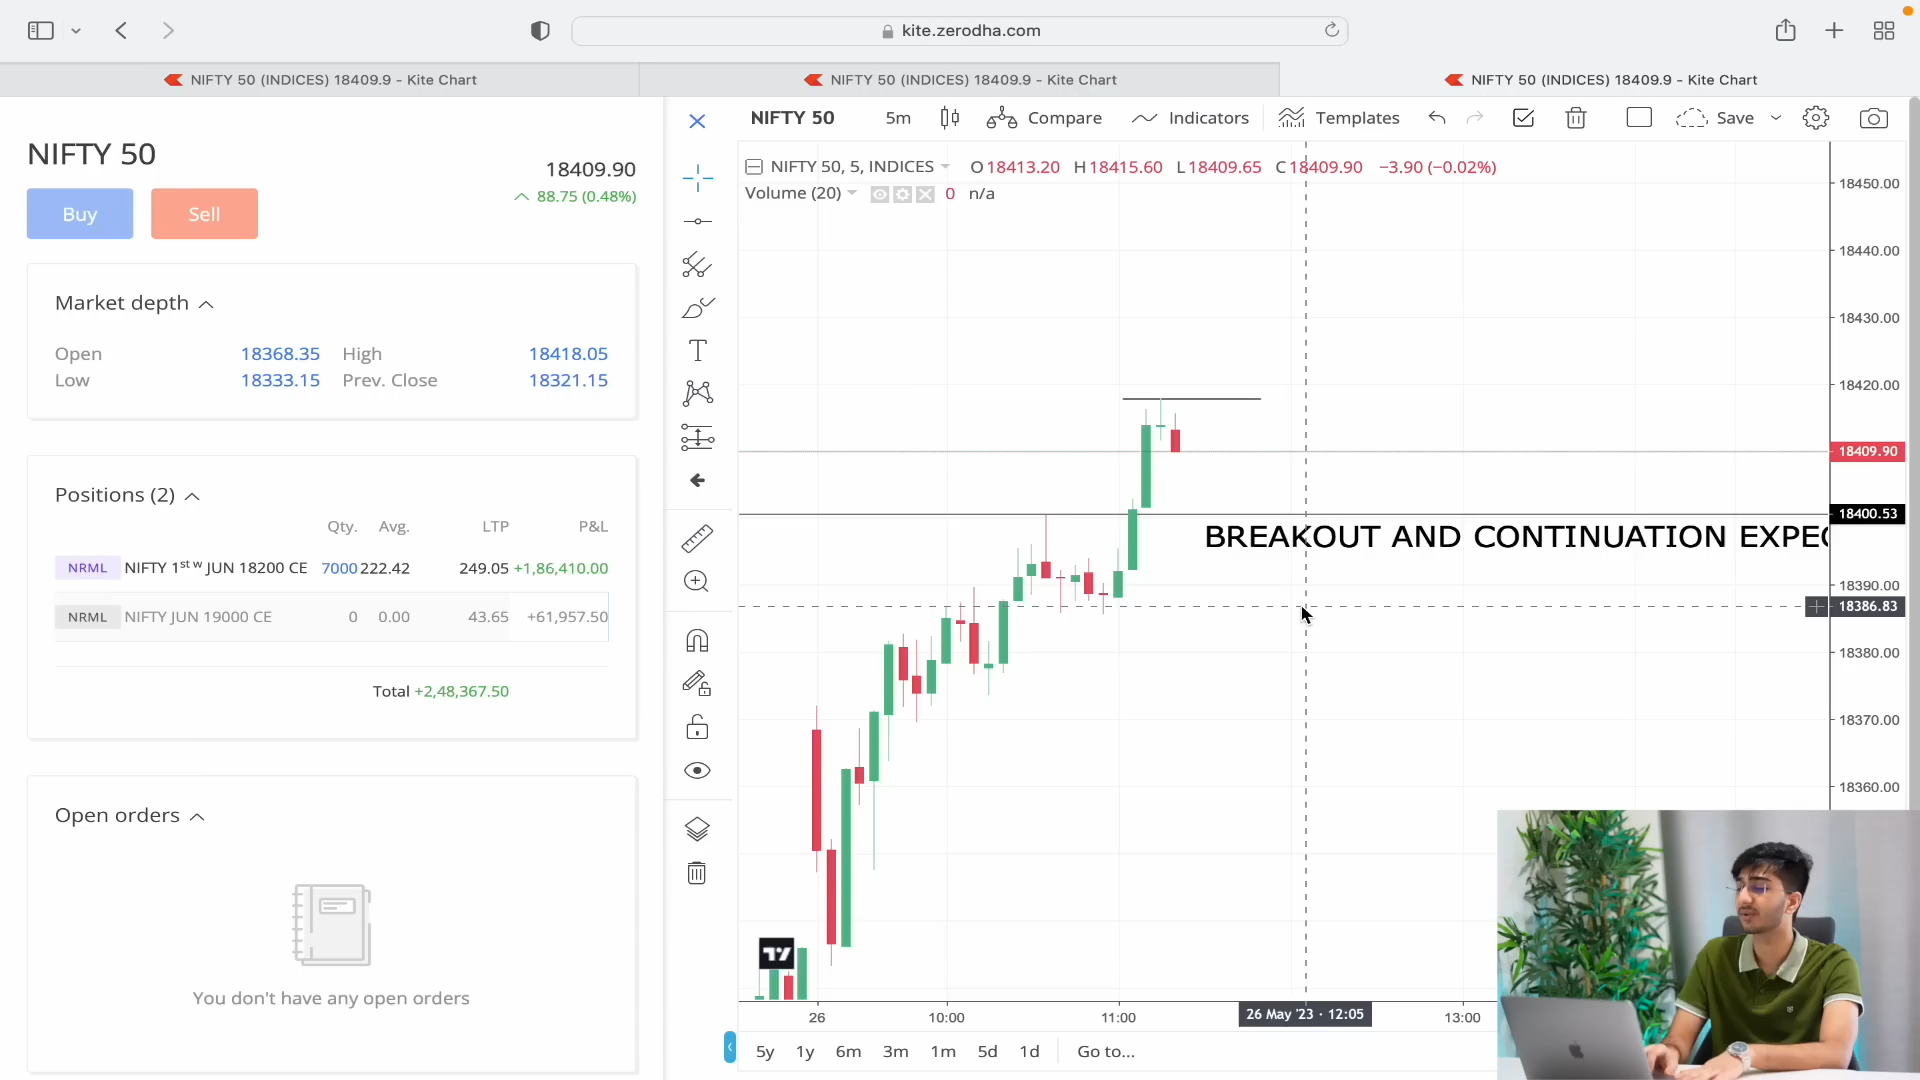 kite.zerodha.com
NIFTY 50 (INDICES) 18409.9 - Kite Chart
NIFTY 50 (INDICES) 18409.9 - Kite Chart
NIFTY 50 (INDICES) 18409.9 - Kite Chart
NIFTY 50
18409.90
88.75 (0.48%)
Buy
Sell
Market depth
Open 18368.35 High 18418.05
Low 18333.15 Prev. Close 18321.15
Positions (2)
Qty. Avg. LTP P&L
NRML NIFTY 1st w JUN 18200 CE 7000 222.42 249.05 +1,86,410.00
NRML NIFTY JUN 19000 CE 0 0.00 43.65 +61,957.50
Total +2,48,367.50
Open orders
You don't have any open orders
NIFTY 50 5m Compare Indicators Templates Save
NIFTY 50, 5, INDICES O18413.20 H18415.60 L18409.65 C18409.90 −3.90 (−0.02%)
Volume (20) 0 n/a
18450.00
18440.00
18430.00
18420.00
18409.90
18400.53
BREAKOUT AND CONTINUATION EXPEC
18390.00
18386.83
18380.00
18370.00
18360.00
26 10:00 11:00 26 May '23 · 12:05 13:00
5y 1y 6m 3m 1m 5d 1d Go to...